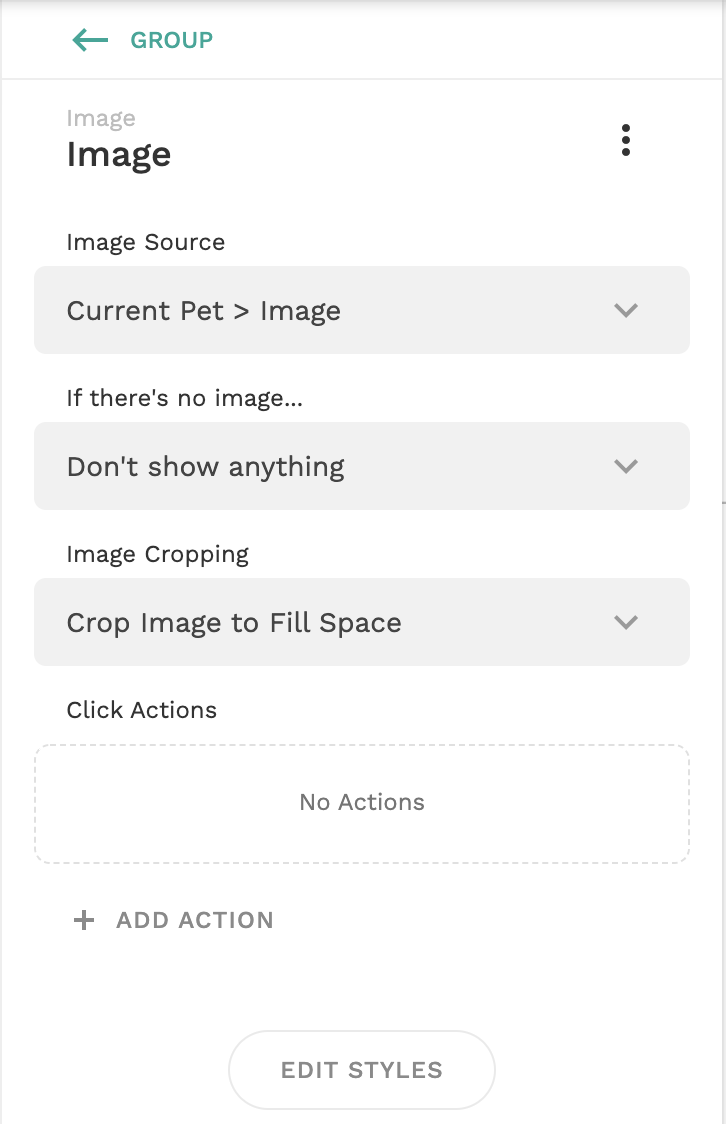 GROUP
Image
Image
Image Source
Current Pet > Image
If there's no image...
Don't show anything
Image Cropping
Crop Image to Fill Space
Click Actions
No Actions
+ ADD ACTION
EDIT STYLES